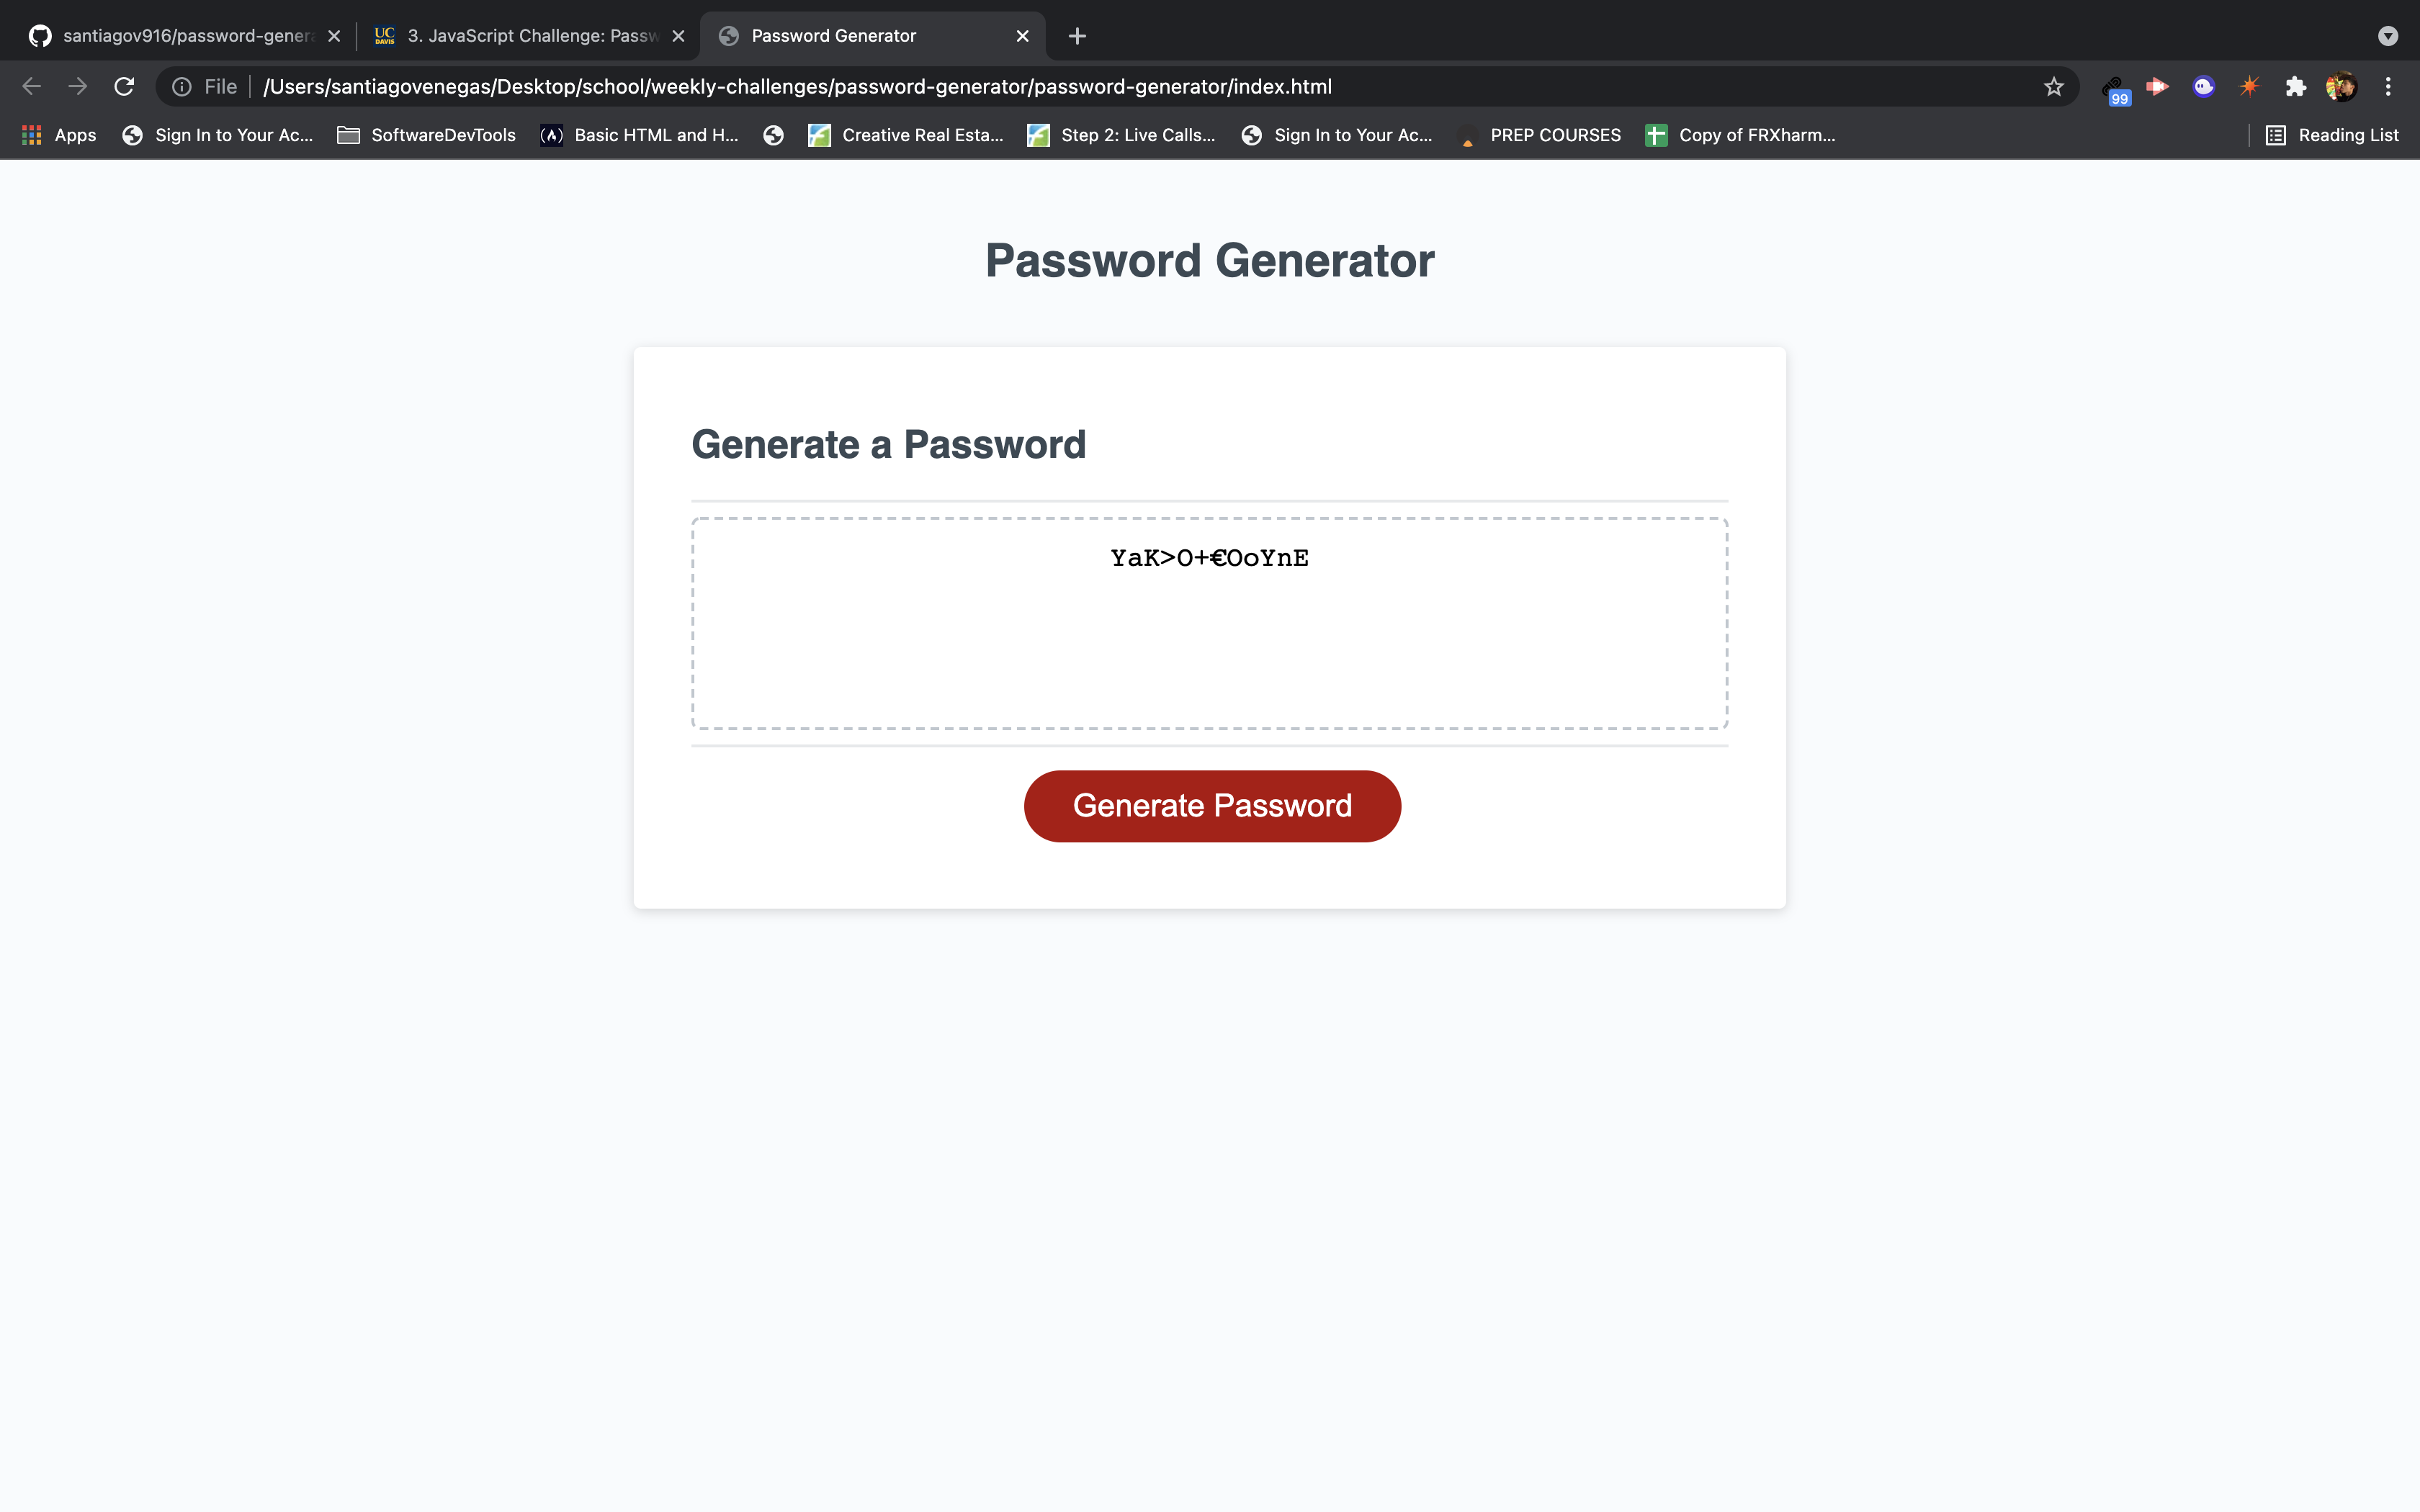 santiagov916/password-genera
UC DAVIS
3. JavaScript Challenge: Passw
Password Generator
File
/Users/santiagovenegas/Desktop/school/weekly-challenges/password-generator/password-generator/index.html
99
Apps
Sign In to Your Ac...
SoftwareDevTools
Basic HTML and H...
Creative Real Esta...
Step 2: Live Calls...
Sign In to Your Ac...
PREP COURSES
Copy of FRXharm...
Reading List
Password Generator
Generate a Password
YaK>O+€OoYnE
Generate Password